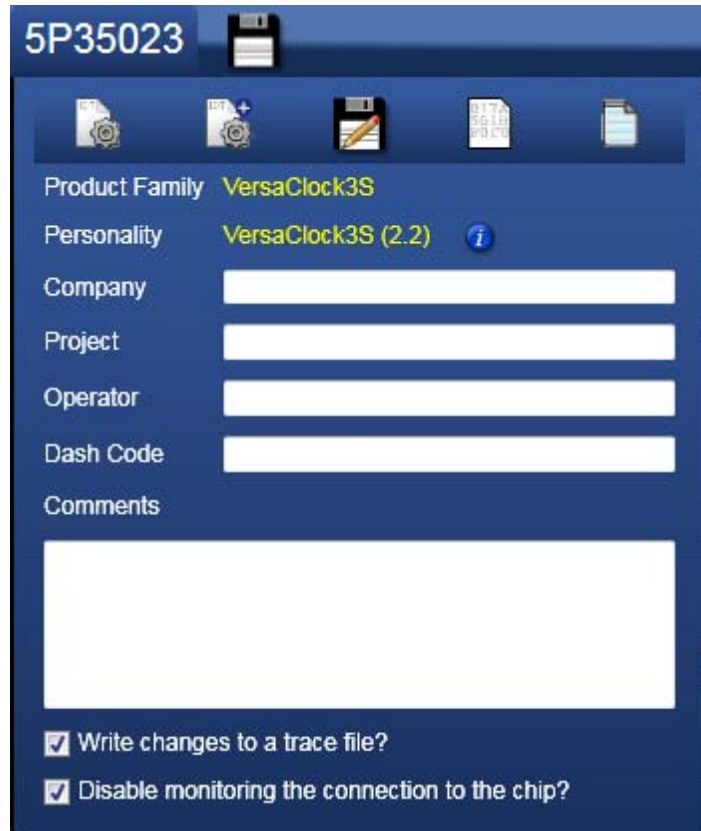 5P35023
Product Family VersaClock3S
Personality VersaClock3S (2.2) i
Company
Project
Operator
Dash Code
Comments
Write changes to a trace file?
Disable monitoring the connection to the chip?